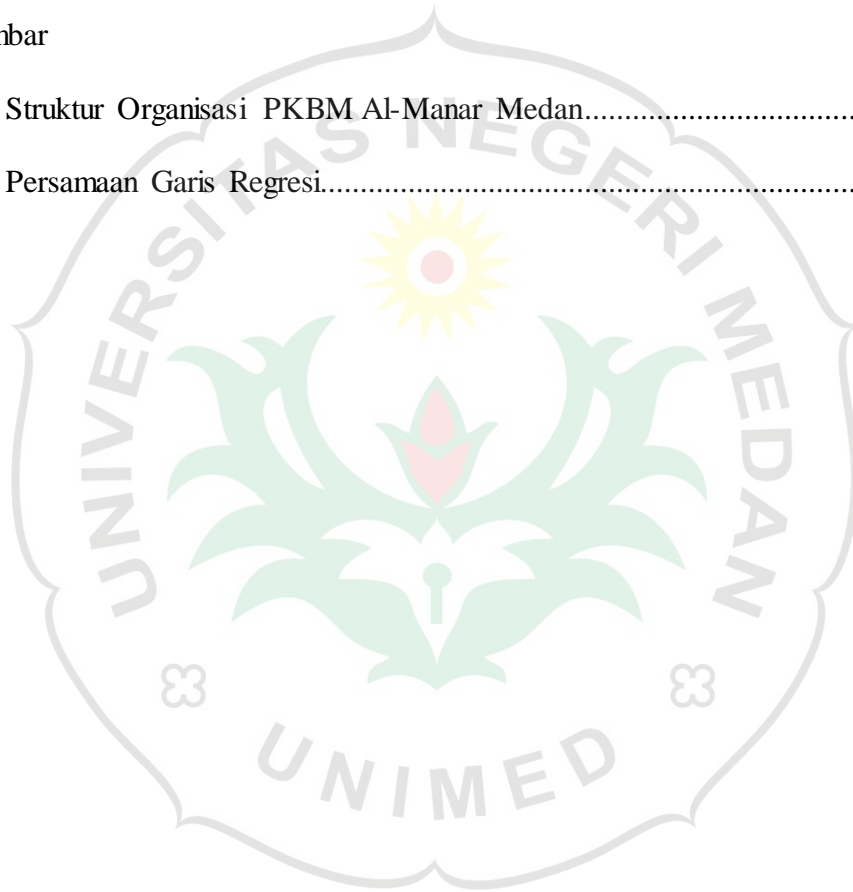 mbar
Struktur Organisasi PKBM Al-Manar Medan..................................
Persamaan Garis Regresi...................................................................
UNIVERSITAS NEGERI MEDAN
UNIMED